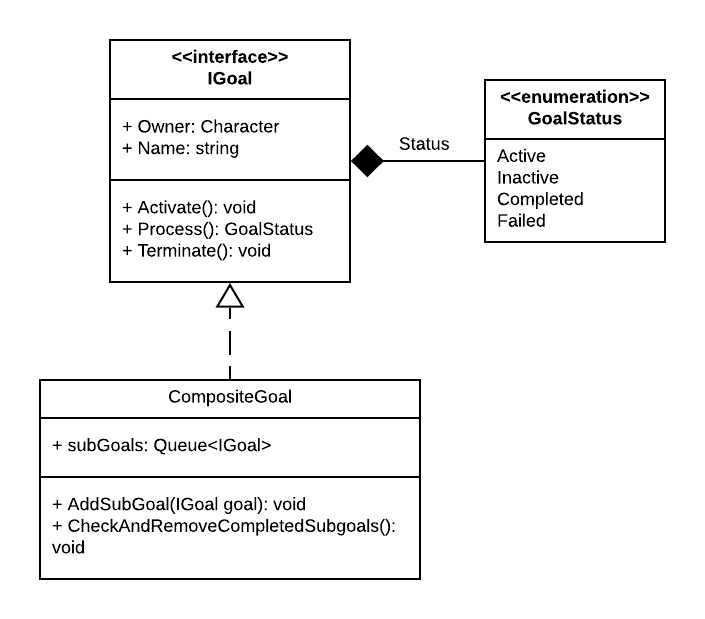 <<interface>>
IGoal
+ Owner: Character
+ Name: string
+ Activate(): void
+ Process(): GoalStatus
+ Terminate(): void
Status
<<enumeration>>
GoalStatus
Active
Inactive
Completed
Failed
CompositeGoal
+ subGoals: Queue<IGoal>
+ AddSubGoal(IGoal goal): void
+ CheckAndRemoveCompletedSubgoals():
void